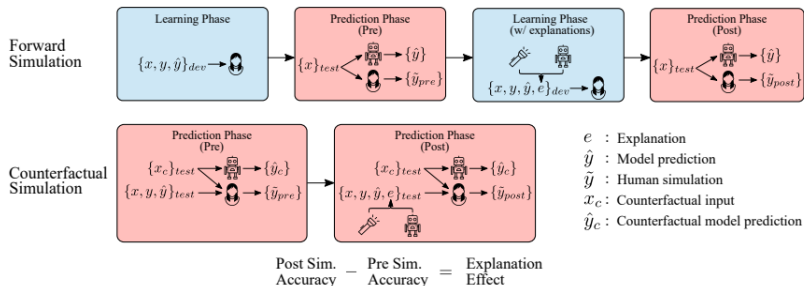 Forward
Simulation
Learning Phase
{x, y, ŷ}dev
Prediction Phase
(Pre)
{x}test
{ŷ}
{ỹpre}
Learning Phase
(w/ explanations)
{x, y, ŷ, e}dev
Prediction Phase
(Post)
{x}test
{ŷ}
{ỹpost}
Counterfactual
Simulation
Prediction Phase
(Pre)
{xc}test
{ŷc}
{x, y, ŷ}test
{ỹpre}
Prediction Phase
(Post)
{xc}test
{ŷc}
{x, y, ŷ, e}test
{ỹpost}
e : Explanation
ŷ : Model prediction
ỹ : Human simulation
xc : Counterfactual input
ŷc : Counterfactual model prediction
Post Sim. Accuracy − Pre Sim. Accuracy = Explanation Effect